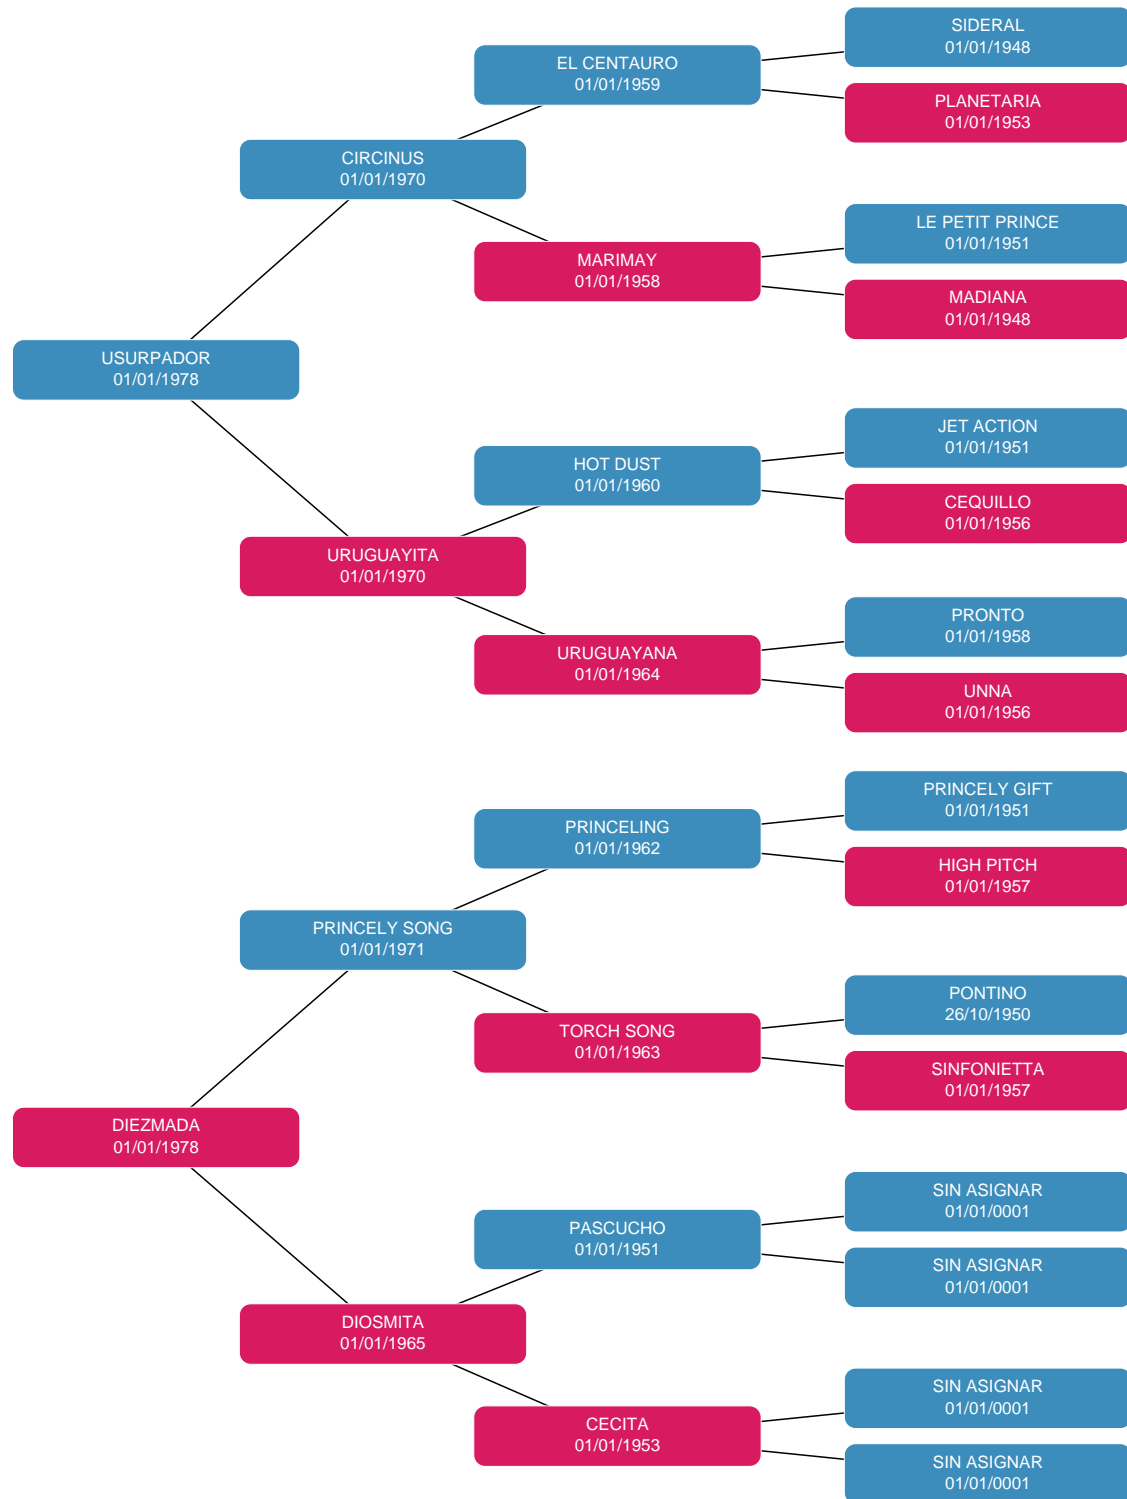 SIDERAL
01/01/1948
EL CENTAURO
01/01/1959
PLANETARIA
01/01/1953
CIRCINUS
01/01/1970
LE PETIT PRINCE
01/01/1951
MARIMAY
01/01/1958
MADIANA
01/01/1948
USURPADOR
01/01/1978
JET ACTION
01/01/1951
HOT DUST
01/01/1960
CEQUILLO
01/01/1956
URUGUAYITA
01/01/1970
PRONTO
01/01/1958
URUGUAYANA
01/01/1964
UNNA
01/01/1956
PRINCELY GIFT
01/01/1951
PRINCELING
01/01/1962
HIGH PITCH
01/01/1957
PRINCELY SONG
01/01/1971
PONTINO
26/10/1950
TORCH SONG
01/01/1963
SINFONIETTA
01/01/1957
DIEZMADA
01/01/1978
SIN ASIGNAR
01/01/0001
PASCUCHO
01/01/1951
SIN ASIGNAR
01/01/0001
DIOSMITA
01/01/1965
SIN ASIGNAR
01/01/0001
CECITA
01/01/1953
SIN ASIGNAR
01/01/0001